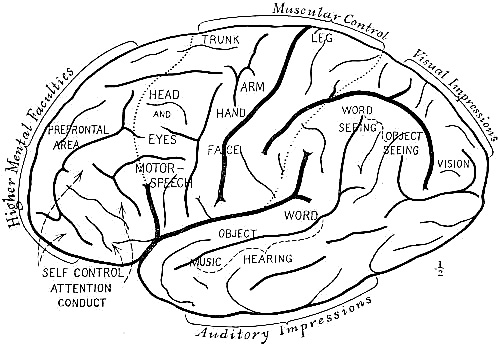 Muscular Control
Visual Impressions
Higher Mental Faculties
TRUNK
LEG
ARM
HEAD
AND
EYES
HAND
FACE
PREFRONTAL
AREA
MOTOR-
SPEECH
WORD
SEEING
OBJECT
SEEING
VISION
WORD
OBJECT
MUSIC
HEARING
SELF CONTROL
ATTENTION
CONDUCT
1/2
Auditory Impressions